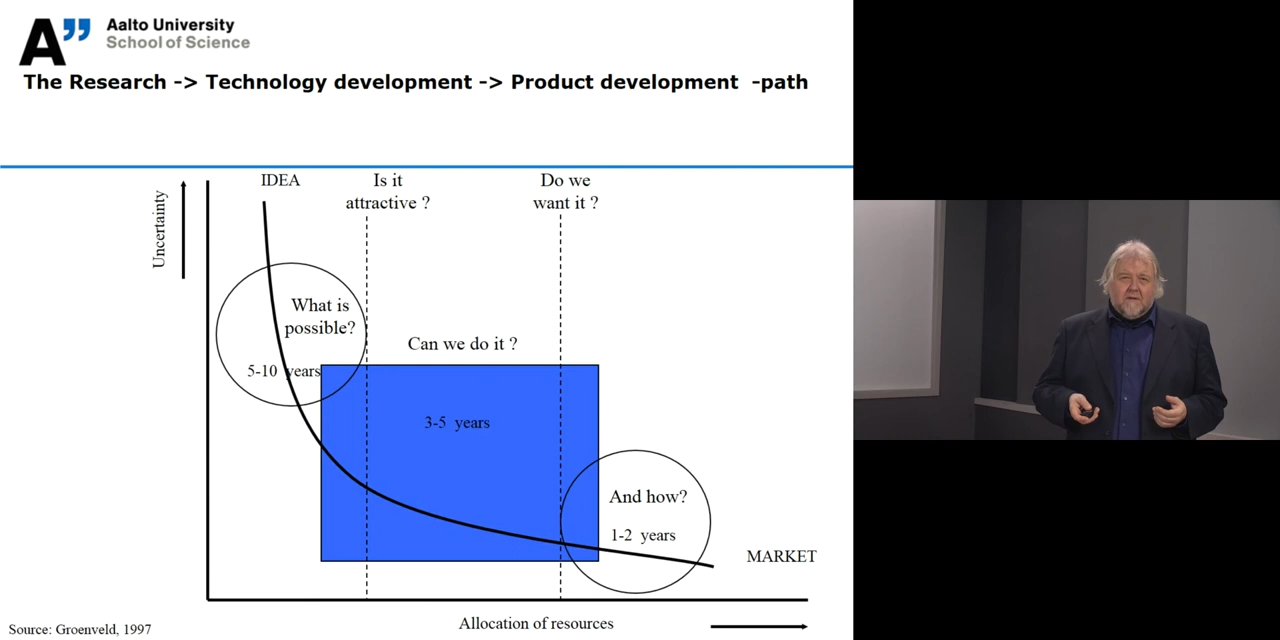 A”
Aalto University
School of Science
The Research -> Technology development -> Product development -path
IDEA
Is it
attractive ?
Do we
want it ?
Uncertainty
What is
possible?
5-10 years
Can we do it ?
3-5 years
And how?
1-2 years
MARKET
Allocation of resources
Source: Groenveld, 1997